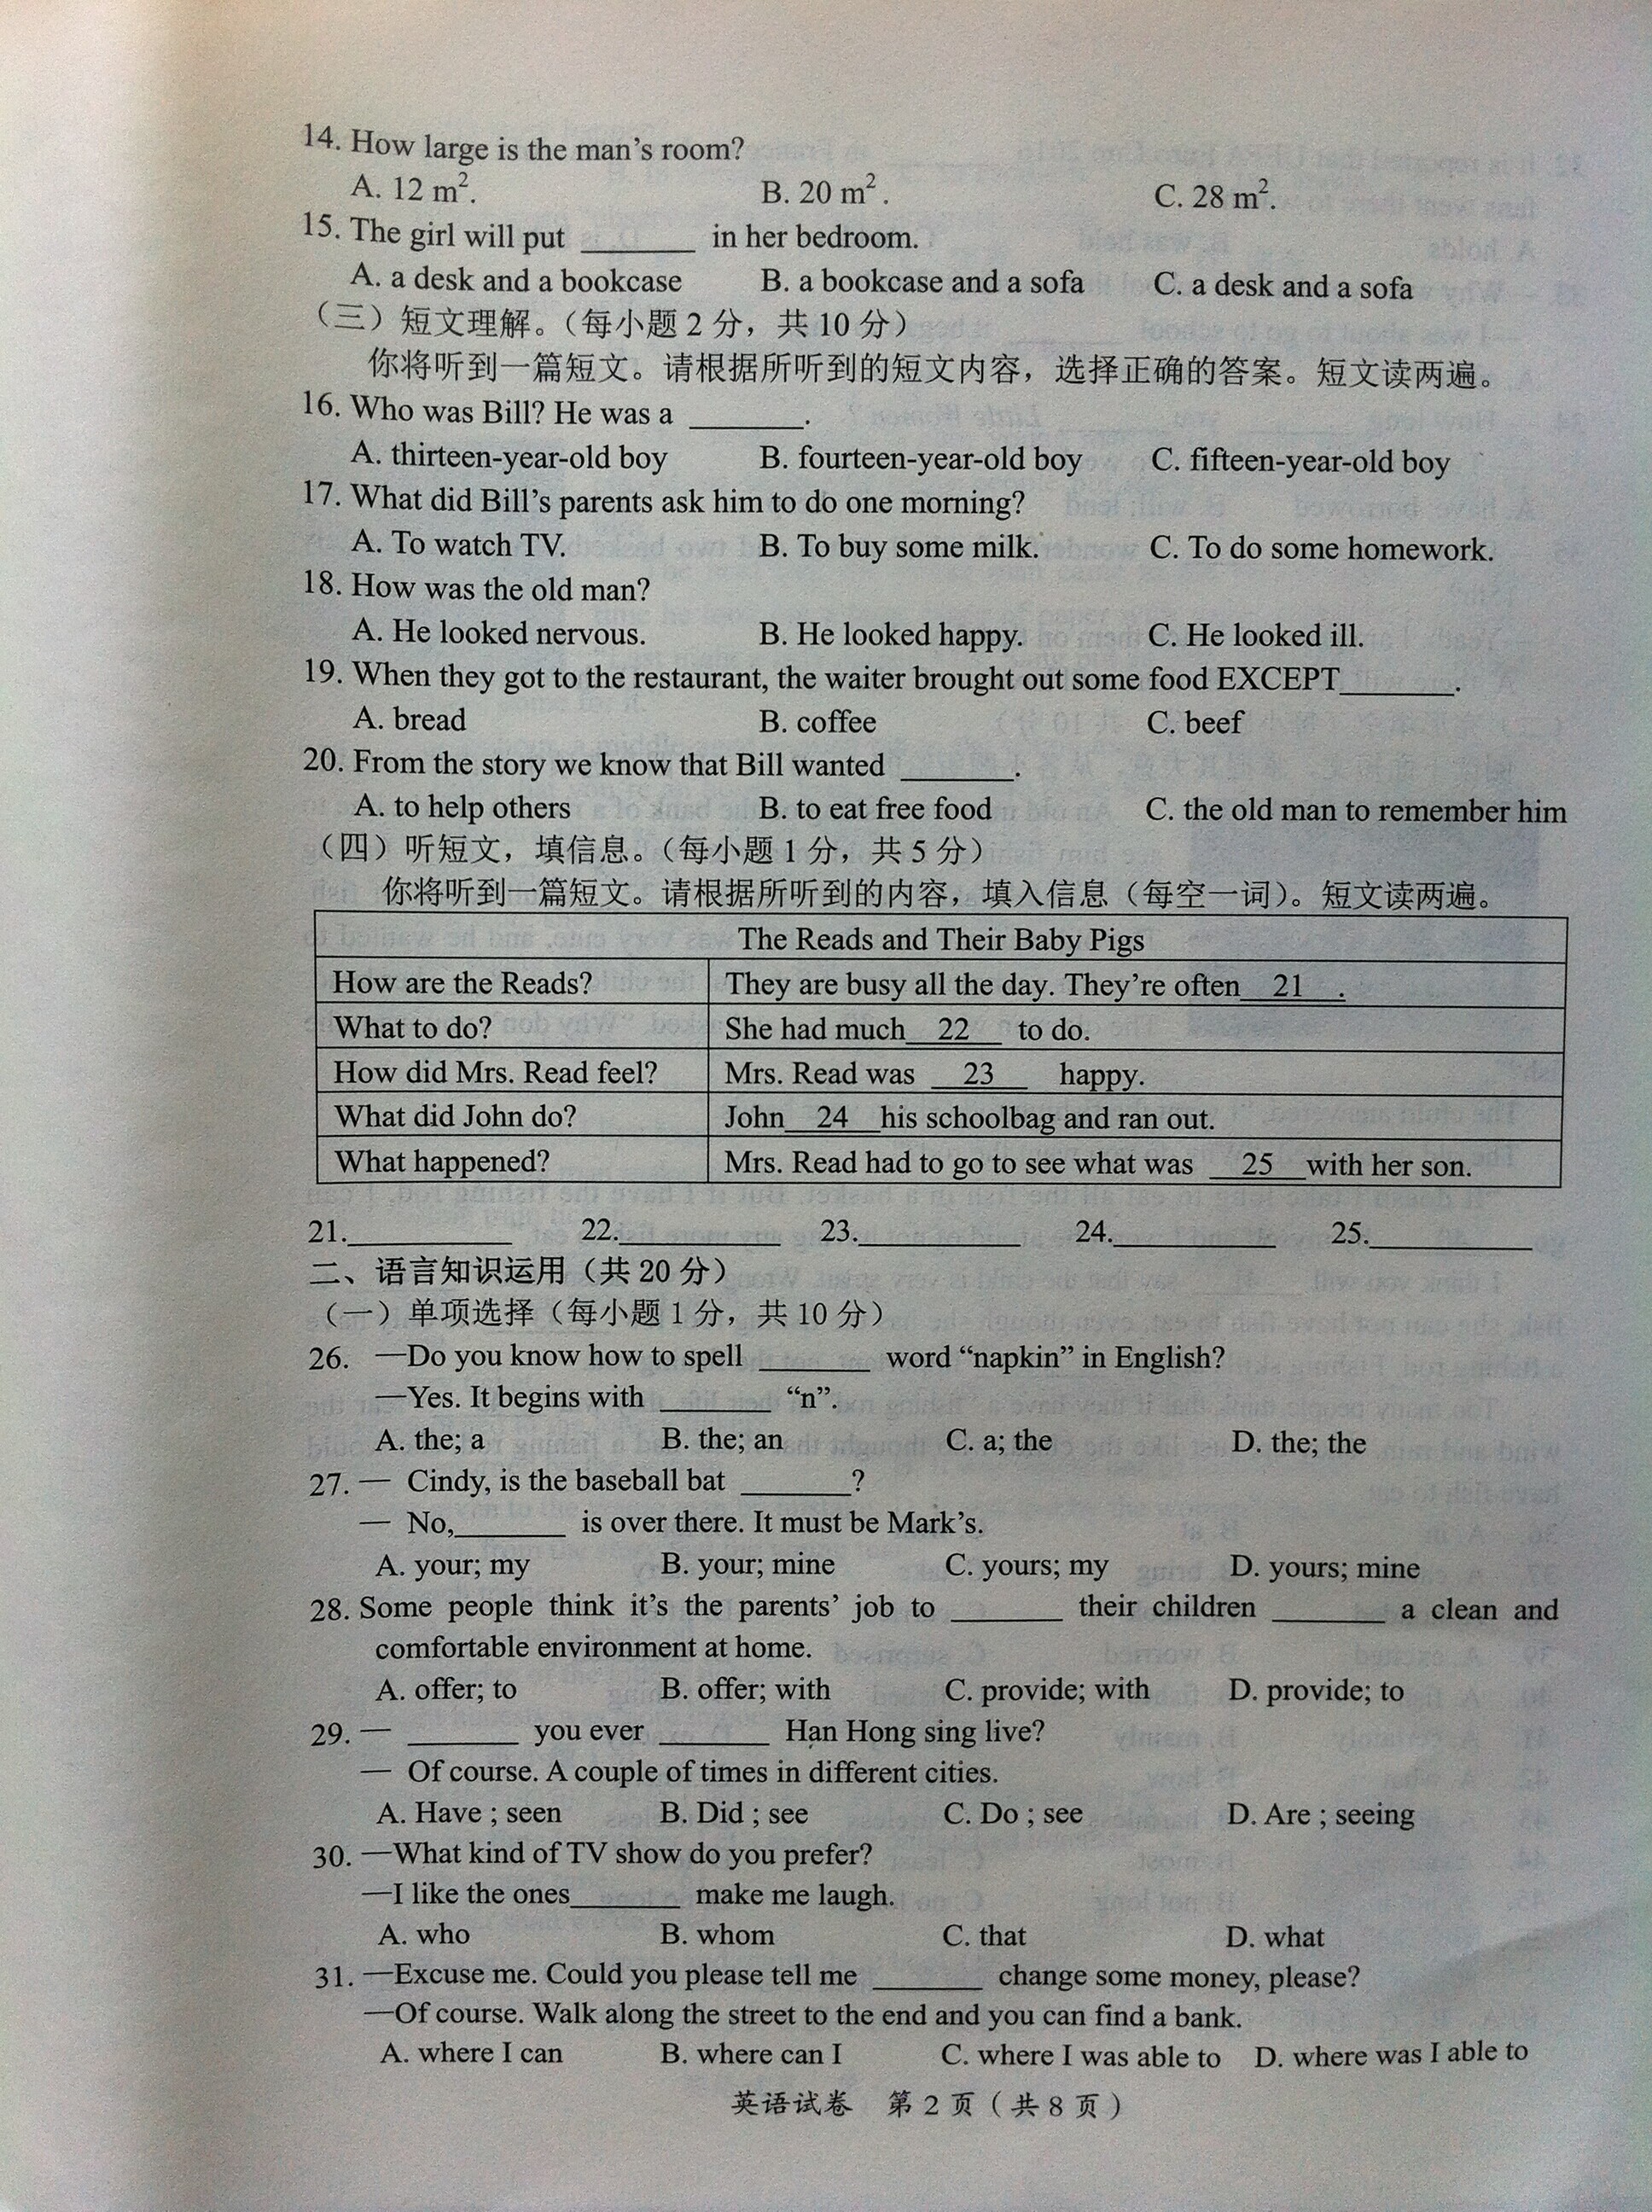 14. How large is the man's room?
A. 12 m². B. 20 m². C. 28 m².
15. The girl will put _______ in her bedroom.
A. a desk and a bookcase B. a bookcase and a sofa C. a desk and a sofa
（三）短文理解。（每小题 2 分，共 10 分）
你将听到一篇短文。请根据所听到的短文内容，选择正确的答案。短文读两遍。
16. Who was Bill? He was a _______.
A. thirteen-year-old boy B. fourteen-year-old boy C. fifteen-year-old boy
17. What did Bill's parents ask him to do one morning?
A. To watch TV. B. To buy some milk. C. To do some homework.
18. How was the old man?
A. He looked nervous. B. He looked happy. C. He looked ill.
19. When they got to the restaurant, the waiter brought out some food EXCEPT_______.
A. bread B. coffee C. beef
20. From the story we know that Bill wanted _______.
A. to help others B. to eat free food C. the old man to remember him
（四）听短文，填信息。（每小题 1 分，共 5 分）
你将听到一篇短文。请根据所听到的内容，填入信息（每空一词）。短文读两遍。
The Reads and Their Baby Pigs
How are the Reads? They are busy all the day. They're often__21__.
What to do? She had much__22__ to do.
How did Mrs. Read feel? Mrs. Read was __23__ happy.
What did John do? John__24__his schoolbag and ran out.
What happened? Mrs. Read had to go to see what was __25__with her son.
21.__________ 22.__________ 23.__________ 24.__________ 25.__________
二、语言知识运用（共 20 分）
（一）单项选择（每小题 1 分，共 10 分）
26. —Do you know how to spell _______ word “napkin” in English?
—Yes. It begins with _______ “n”.
A. the; a B. the; an C. a; the D. the; the
27. — Cindy, is the baseball bat _______?
— No,_______ is over there. It must be Mark's.
A. your; my B. your; mine C. yours; my D. yours; mine
28. Some people think it's the parents' job to _______ their children _______ a clean and
comfortable environment at home.
A. offer; to B. offer; with C. provide; with D. provide; to
29. — _______ you ever _______ Han Hong sing live?
— Of course. A couple of times in different cities.
A. Have ; seen B. Did ; see C. Do ; see D. Are ; seeing
30. —What kind of TV show do you prefer?
—I like the ones_______ make me laugh.
A. who B. whom C. that D. what
31. —Excuse me. Could you please tell me _______ change some money, please?
—Of course. Walk along the street to the end and you can find a bank.
A. where I can B. where can I C. where I was able to D. where was I able to
英语试卷 第 2 页（共 8 页）